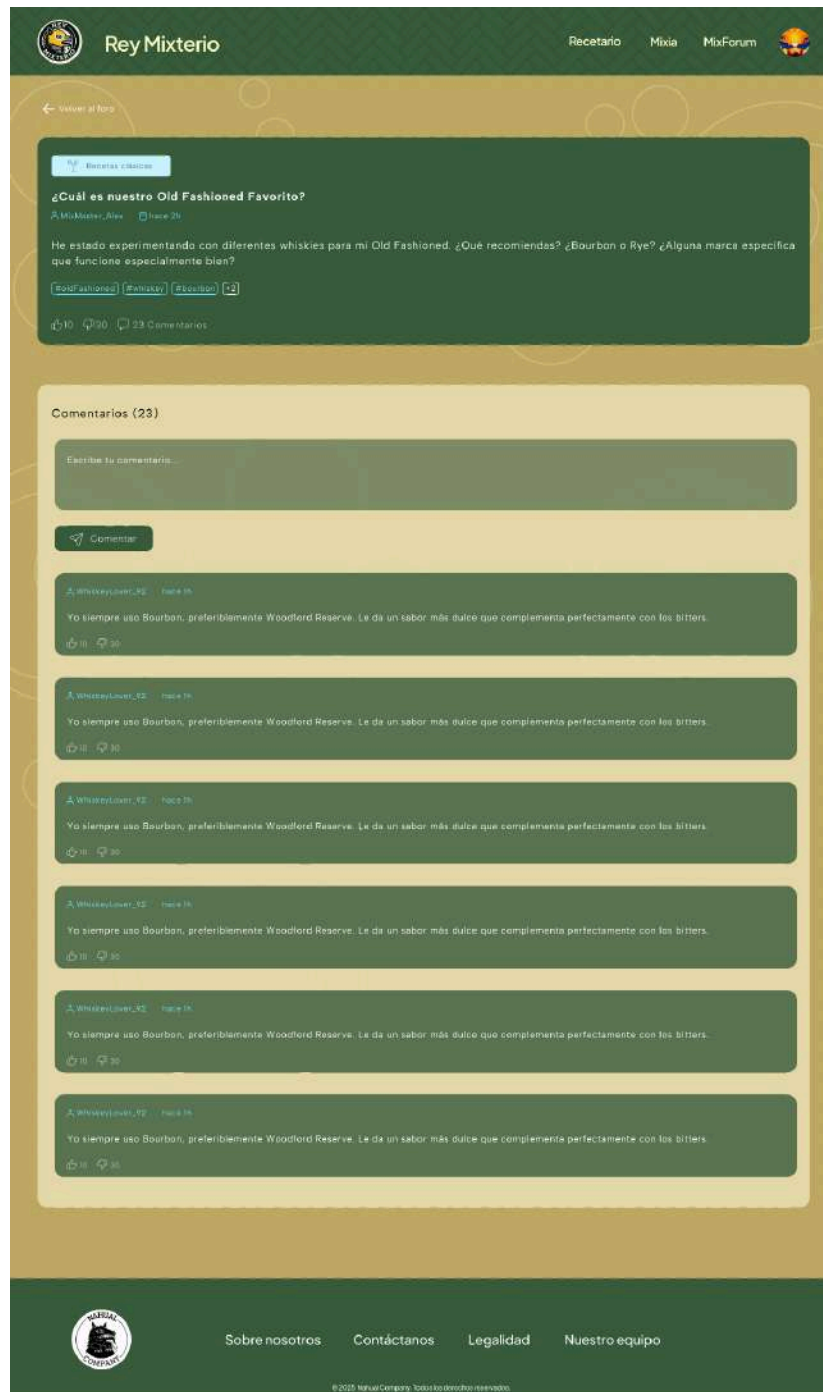 REY
MIXTERIO
Rey Mixterio
Recetario
Mixia
MixForum
Volver al foro
Recetas clásicas
¿Cuál es nuestro Old Fashioned Favorito?
MixMaster_Alex hace 2h
He estado experimentando con diferentes whiskies para mi Old Fashioned. ¿Qué recomiendas? ¿Bourbon o Rye? ¿Alguna marca específica
que funcione especialmente bien?
#oldFashioned #whiskey #bourbon +2
10 30 23 Comentarios
Comentarios (23)
Escribe tu comentario...
Comentar
WhiskeyLover_92 hace 1h
Yo siempre uso Bourbon, preferiblemente Woodford Reserve. Le da un sabor más dulce que complementa perfectamente con los bitters.
10 30
WhiskeyLover_92 hace 1h
Yo siempre uso Bourbon, preferiblemente Woodford Reserve. Le da un sabor más dulce que complementa perfectamente con los bitters.
10 30
WhiskeyLover_92 hace 1h
Yo siempre uso Bourbon, preferiblemente Woodford Reserve. Le da un sabor más dulce que complementa perfectamente con los bitters.
10 30
WhiskeyLover_92 hace 1h
Yo siempre uso Bourbon, preferiblemente Woodford Reserve. Le da un sabor más dulce que complementa perfectamente con los bitters.
10 30
WhiskeyLover_92 hace 1h
Yo siempre uso Bourbon, preferiblemente Woodford Reserve. Le da un sabor más dulce que complementa perfectamente con los bitters.
10 30
WhiskeyLover_92 hace 1h
Yo siempre uso Bourbon, preferiblemente Woodford Reserve. Le da un sabor más dulce que complementa perfectamente con los bitters.
10 30
NAHUAL
COMPANY
Sobre nosotros
Contáctanos
Legalidad
Nuestro equipo
©2025 Nahual Company. Todos los derechos reservados.